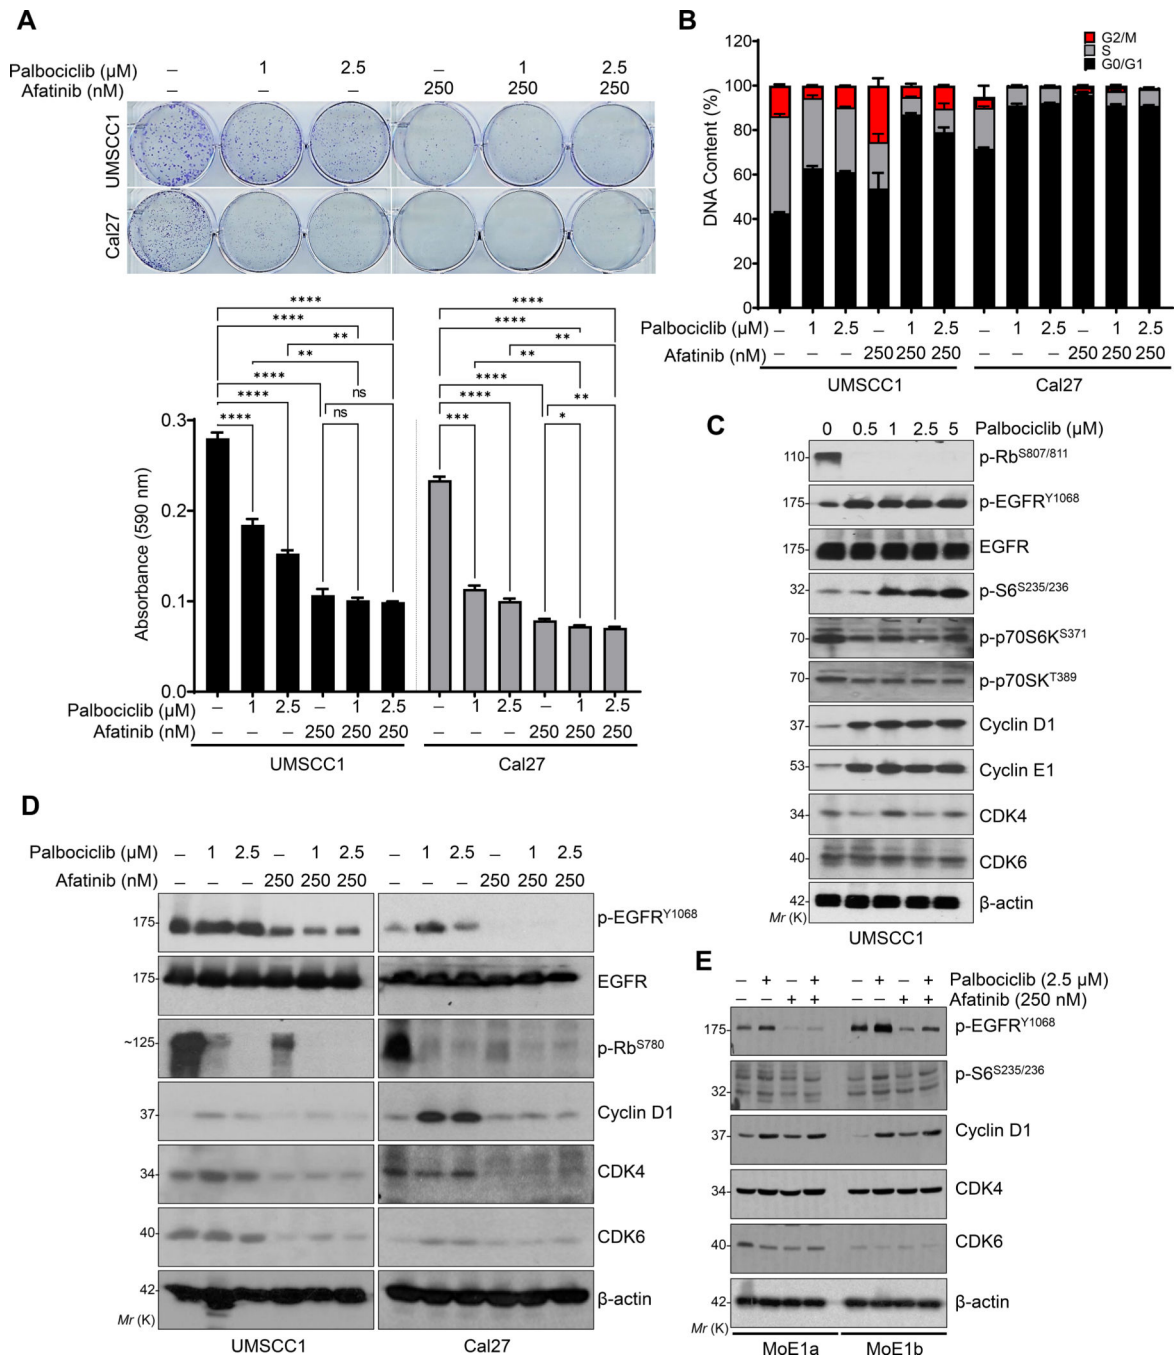 A
Palbociclib (μM) – 1 2.5 – 1 2.5
Afatinib (nM) – – – 250 250 250
UMSCC1
Cal27
**** ****
**** ****
** **
** **
**** ns **** **
**** ns **** *
**** ***
0.3
0.2
0.1
0.0
Absorbance (590 nm)
Palbociclib (μM) – 1 2.5 – 1 2.5 – 1 2.5 – 1 2.5
Afatinib (nM) – – – 250 250 250 – – – 250 250 250
UMSCC1 Cal27
B
G2/M
S
G0/G1
120
100
80
60
40
20
0
DNA Content (%)
Palbociclib (μM) – 1 2.5 – 1 2.5 – 1 2.5 – 1 2.5
Afatinib (nM) – – – 250 250 250 – – – 250 250 250
UMSCC1 Cal27
C
0 0.5 1 2.5 5 Palbociclib (μM)
110- p-Rb^S807/811
175- p-EGFR^Y1068
175- EGFR
32- p-S6^S235/236
70- p-p70S6K^S371
70- p-p70SK^T389
37- Cyclin D1
53- Cyclin E1
34- CDK4
40- CDK6
42- β-actin
Mr (K)
UMSCC1
D
Palbociclib (μM) – 1 2.5 – 1 2.5 – 1 2.5 – 1 2.5
Afatinib (nM) – – – 250 250 250 – – – 250 250 250
175- p-EGFR^Y1068
175- EGFR
~125- p-Rb^S780
37- Cyclin D1
34- CDK4
40- CDK6
42- β-actin
Mr (K)
UMSCC1 Cal27
E
– + – + – + – + Palbociclib (2.5 μM)
– – + + – – + + Afatinib (250 nM)
175- p-EGFR^Y1068
32- p-S6^S235/236
37- Cyclin D1
34- CDK4
40- CDK6
42- β-actin
Mr (K)
MoE1a MoE1b